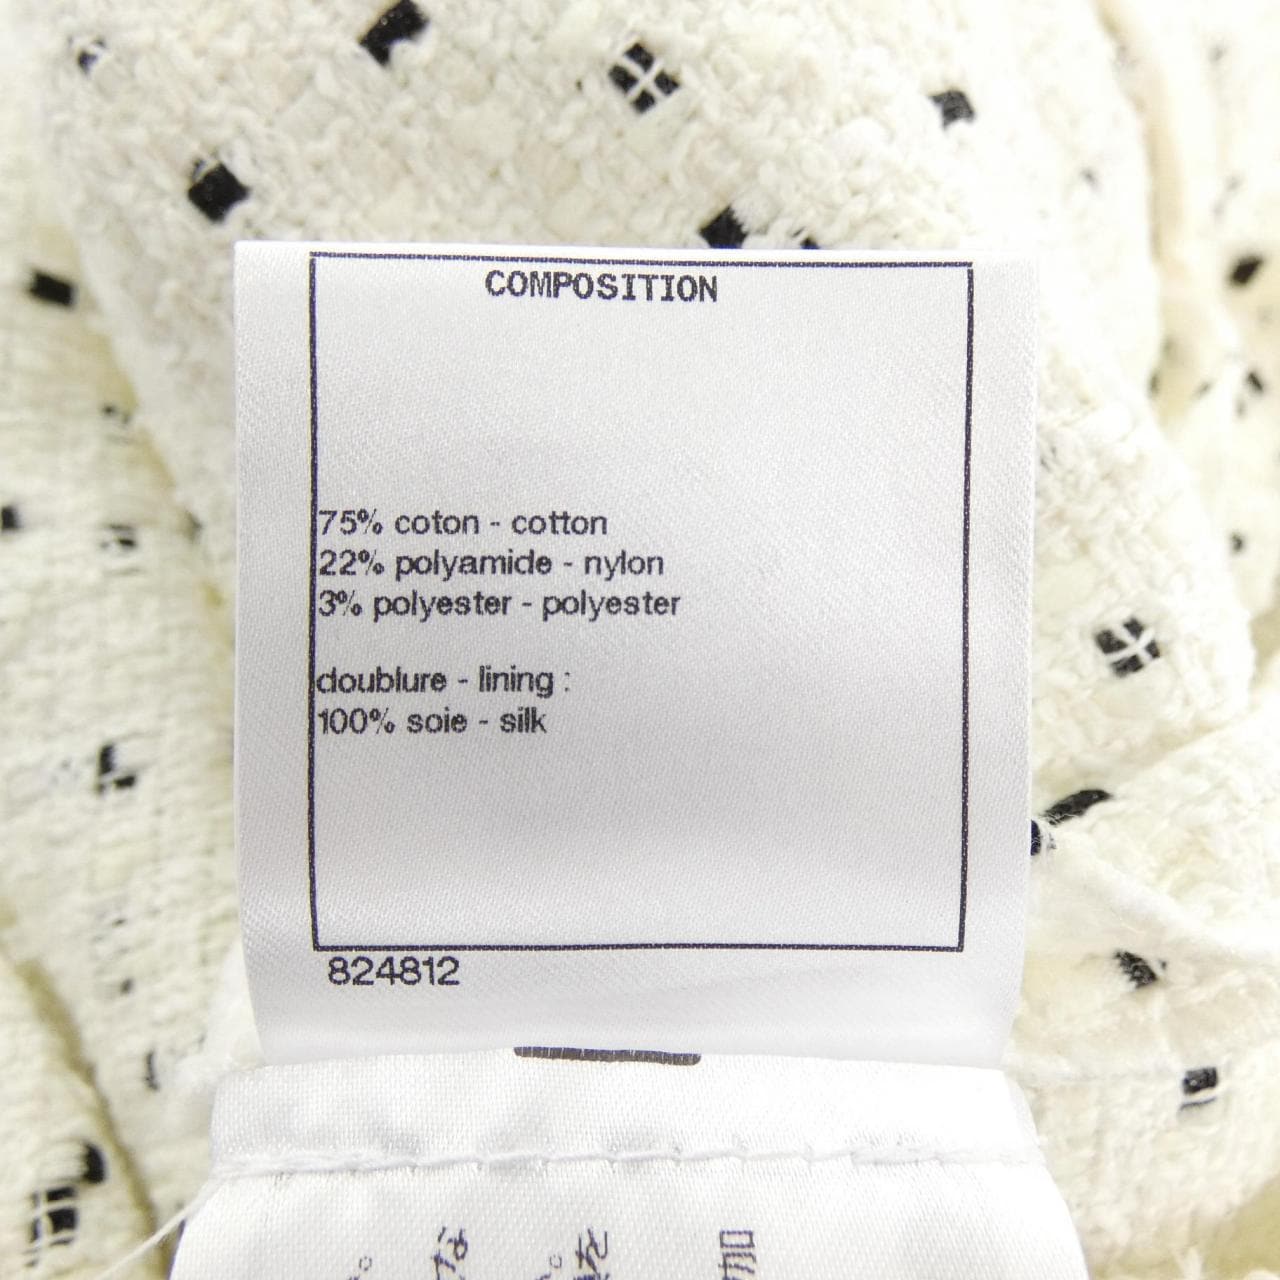 COMPOSITION
75% coton - cotton
22% polyamide - nylon
3% polyester - polyester
doublure - lining :
100% soie - silk
824812